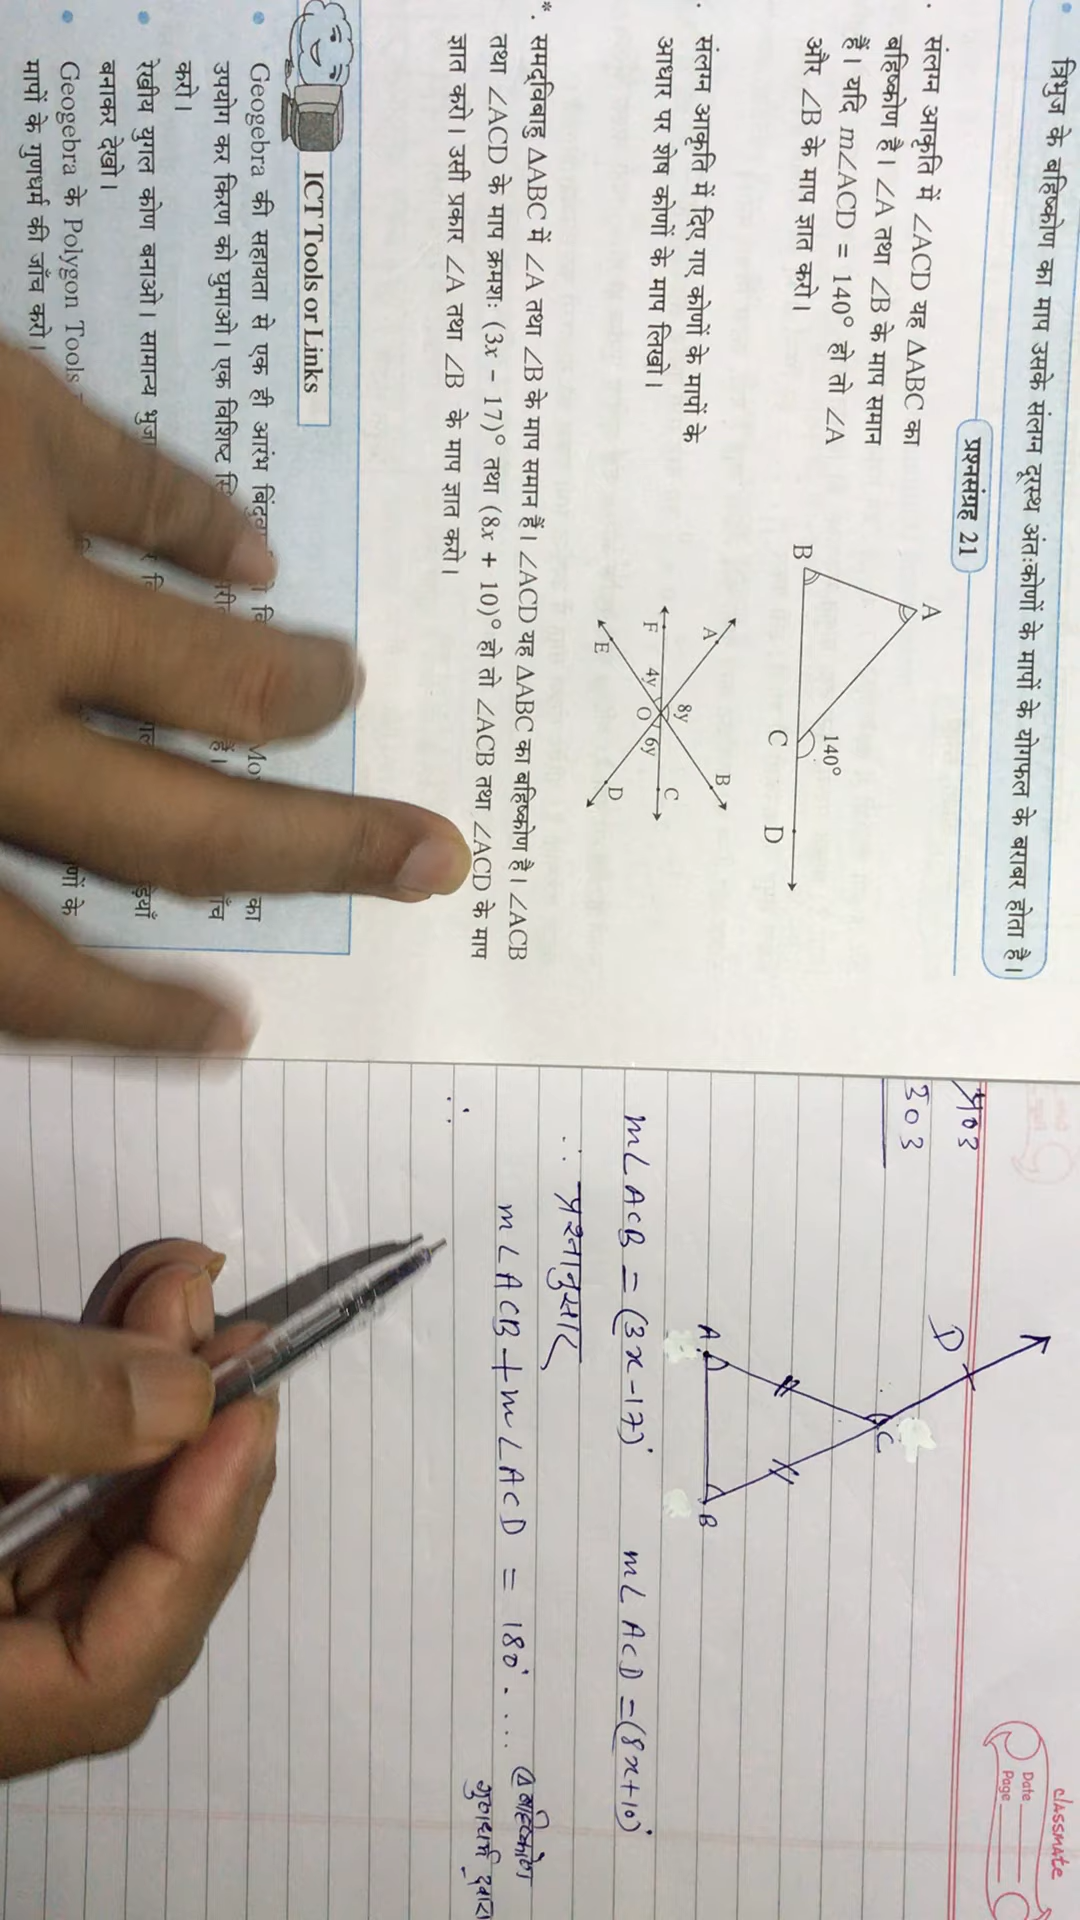 त्रिभुज के बहिष्कोण का माप उसके संलग्न दूरस्थ अंतःकोणों के मापों के योगफल के बराबर होता है।
प्रश्नसंग्रह 21
संलग्न आकृति में ∠ACD यह ΔABC का
बहिष्कोण है। ∠A तथा ∠B के माप समान
हैं। यदि m∠ACD = 140° हो तो ∠A
और ∠B के माप ज्ञात करो।
A
B
C
D
140°
संलग्न आकृति में दिए गए कोणों के मापों के
आधार पर शेष कोणों के माप लिखो।
A
B
F
8y
4y
O
6y
C
E
D
*. समद्विबाहु ΔABC में ∠A तथा ∠B के माप समान हैं। ∠ACD यह ΔABC का बहिष्कोण है। ∠ACB
तथा ∠ACD के माप क्रमशः (3x − 17)° तथा (8x + 10)° हो तो ∠ACB तथा ∠ACD के माप
ज्ञात करो। उसी प्रकार ∠A तथा ∠B के माप ज्ञात करो।
ICT Tools or Links
Geogebra की सहायता से एक ही आरंभ
उपयोग कर किरण को घुमाओ। एक विशिष्ट
करो।
रेखीय युगल कोण बनाओ। सामान्य भुजा
बनाकर देखो।
Geogebra के Polygon Tools
मापों के गुणधर्म की जाँच करो।
classmate
Date
Page
प्र०३
उ०३
D
C
A
B
m∠ACB = (3x-17)° m∠ACD = (8x+10)°
∴ प्रश्नानुसार
m∠ACB + m∠ACD = 180° ....  Δ बहिष्कोण
गुणधर्म द्वारा
∴